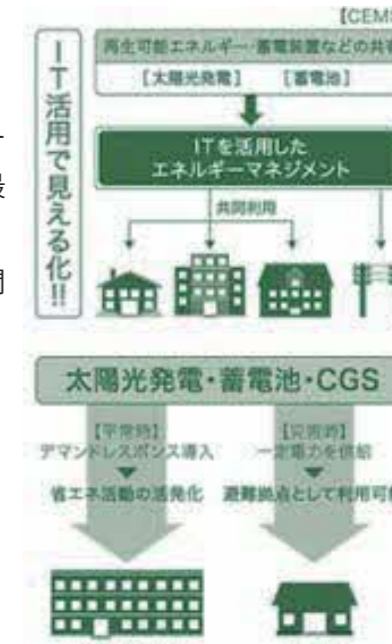 【CEMS
IT活用で見える化!!
再生可能エネルギー・蓄電装置などの共有
【太陽光発電】 【蓄電池】
ITを活用した
エネルギーマネジメント
共同利用
太陽光発電・蓄電池・CGS
【平常時】
デマンドレスポンス導入
省エネ活動の活発化
【災害時】
一定電力を供給
避難拠点として利用可能